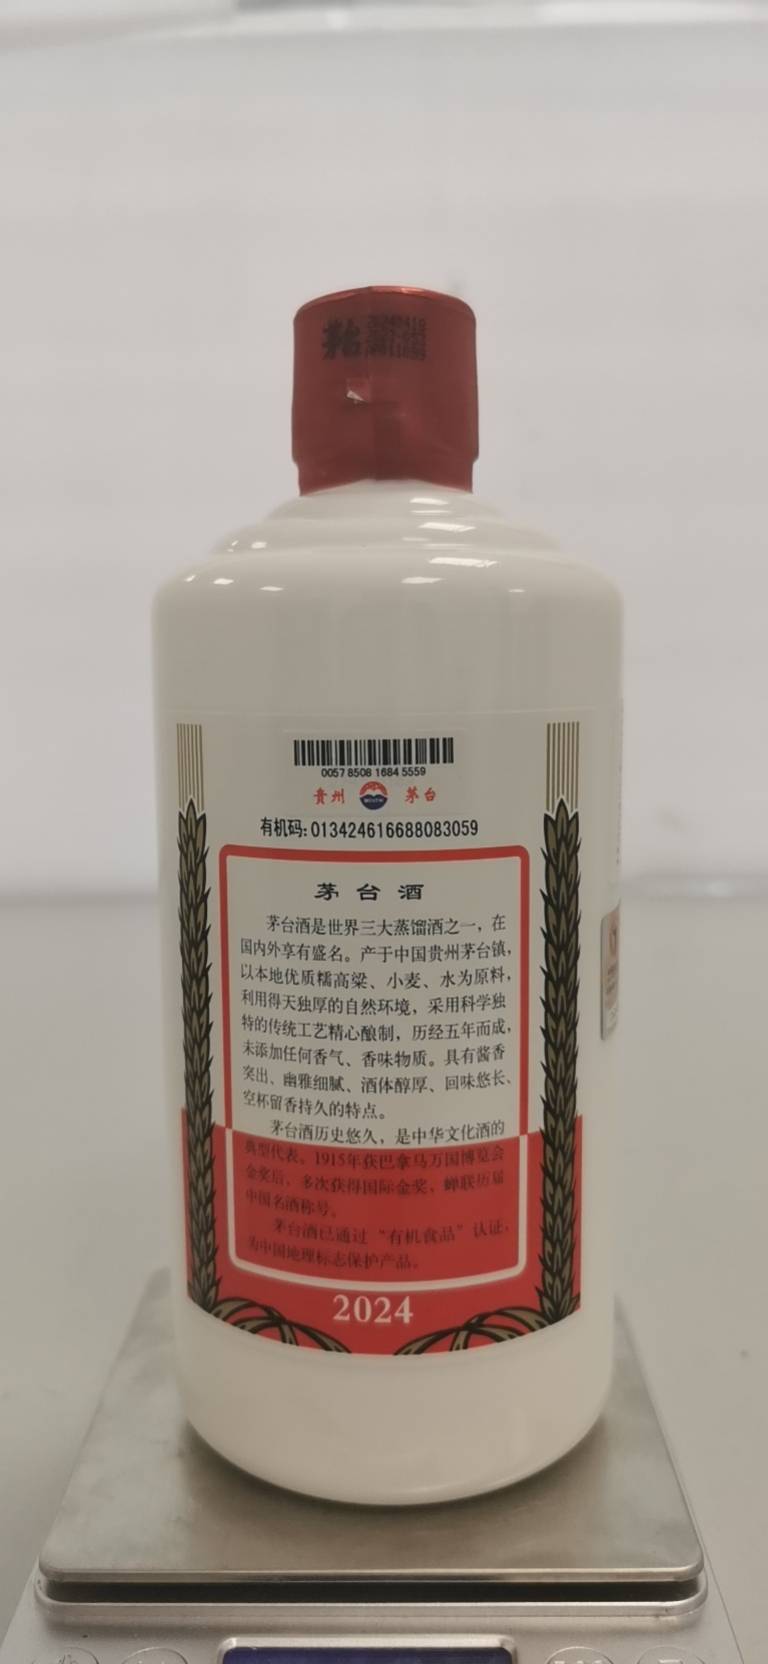 茅台
0057 8508 1684 5559
贵州 茅台
有机码:013424616688083059
茅台酒
茅台酒是世界三大蒸馏酒之一，在
国内外享有盛名。产于中国贵州茅台镇，
以本地优质糯高粱、小麦、水为原料，
利用得天独厚的自然环境，采用科学独
特的传统工艺精心酿制，历经五年而成，
未添加任何香气、香味物质。具有酱香
突出、幽雅细腻、酒体醇厚、回味悠长、
空杯留香持久的特点。
茅台酒历史悠久，是中华文化酒的
典型代表。1915年获巴拿马万国博览会
金奖后，多次获得国际金奖、蝉联历届
中国名酒称号。
茅台酒已通过“有机食品”认证，
为中国地理标志保护产品。
2024